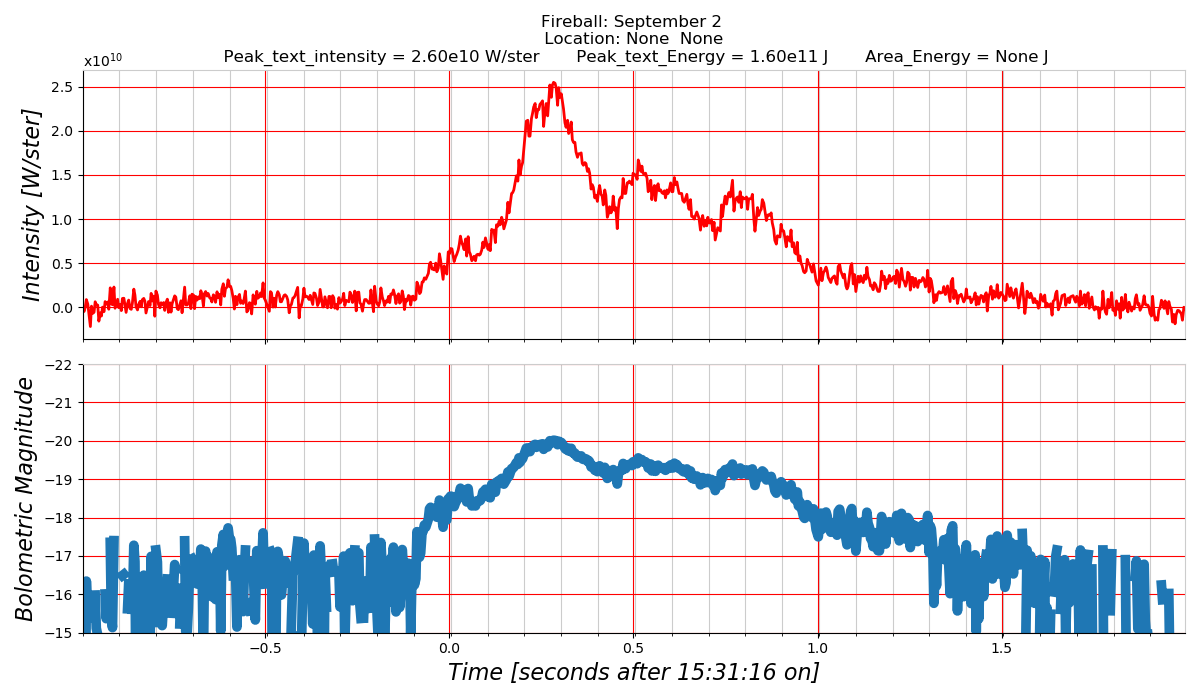 Fireball: September 2
Location: None  None
Peak_text_intensity = 2.60e10 W/ster       Peak_text_Energy = 1.60e11 J       Area_Energy = None J
x10¹⁰
2.5
2.0
1.5
1.0
0.5
0.0
Intensity [W/ster]
−22
−21
−20
−19
−18
−17
−16
−15
Bolometric Magnitude
−0.5 0.0 0.5 1.0 1.5
Time [seconds after 15:31:16 on]